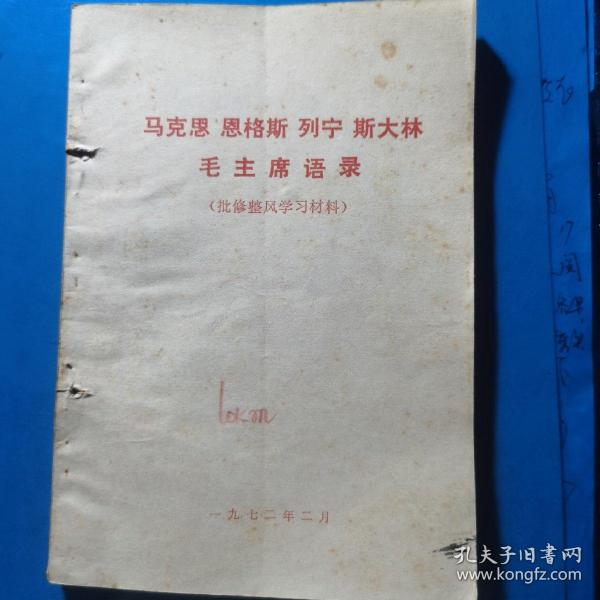 马克思 恩格斯 列宁 斯大林
毛主席语录
（批修整风学习材料）
一九七二年二月
孔夫子旧书网
www.kongfz.com